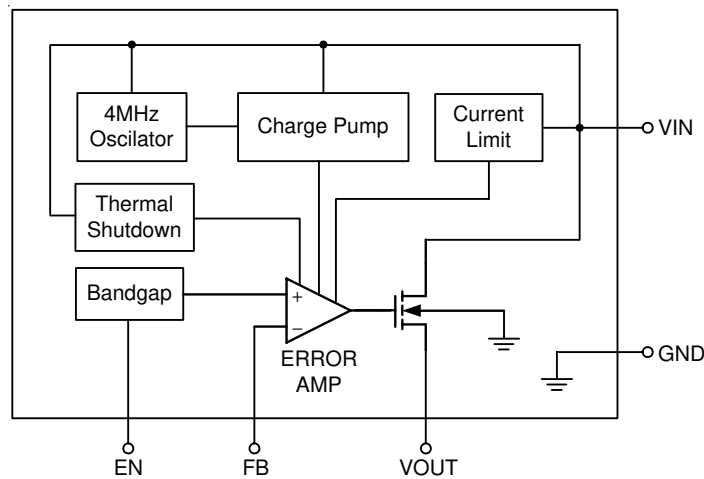 4MHz
Oscilator
Charge Pump
Current
Limit
VIN
Thermal
Shutdown
Bandgap
+
−
ERROR
AMP
GND
EN
FB
VOUT